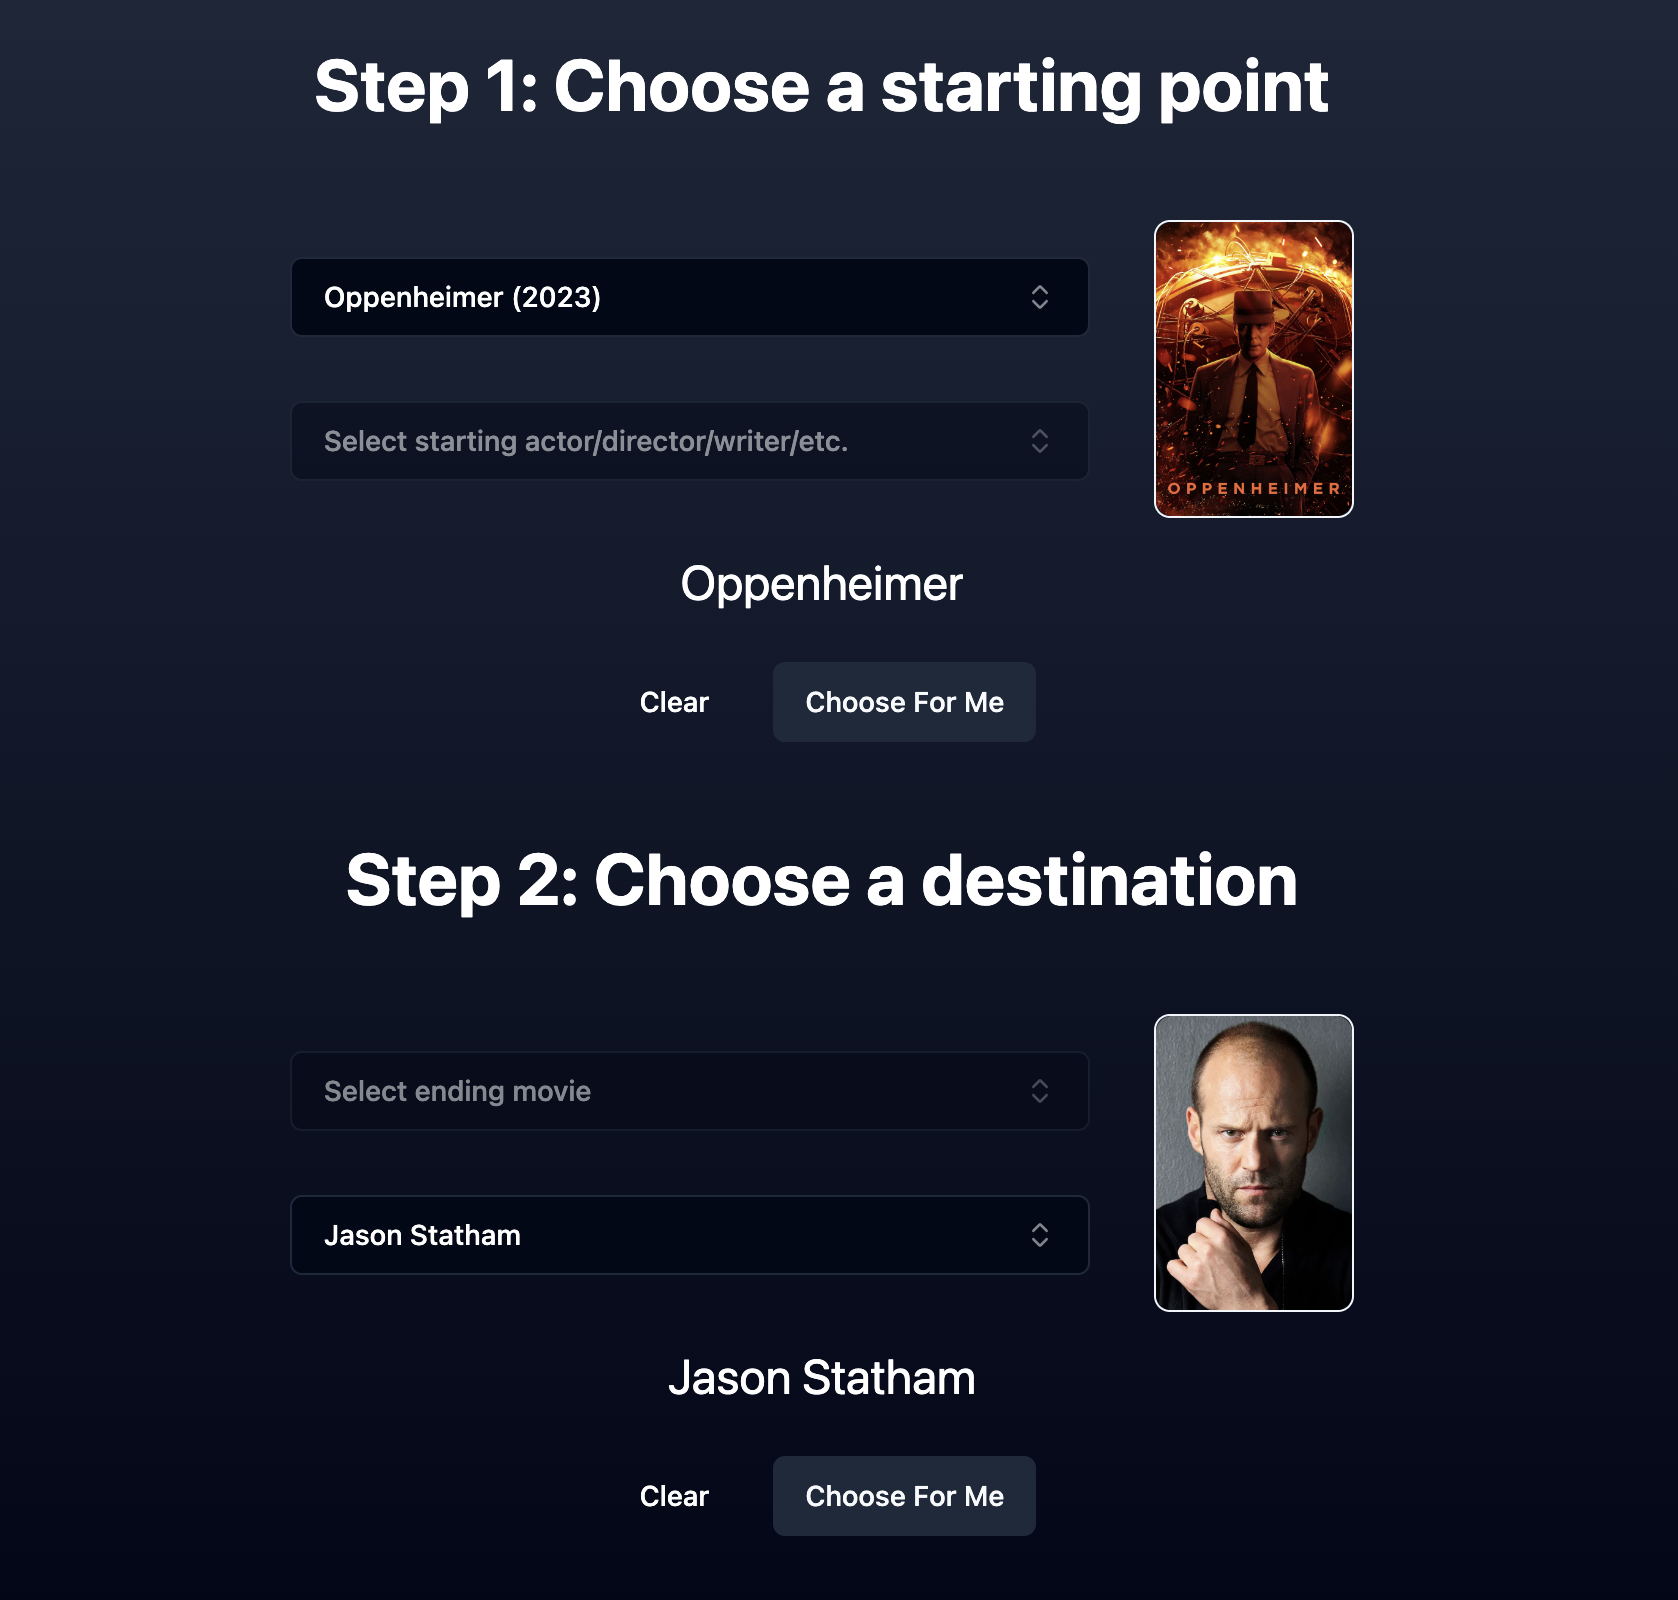 Step 1: Choose a starting point
Oppenheimer (2023)
Select starting actor/director/writer/etc.
OPPENHEIMER
Oppenheimer
Clear
Choose For Me
Step 2: Choose a destination
Select ending movie
Jason Statham
Jason Statham
Clear
Choose For Me